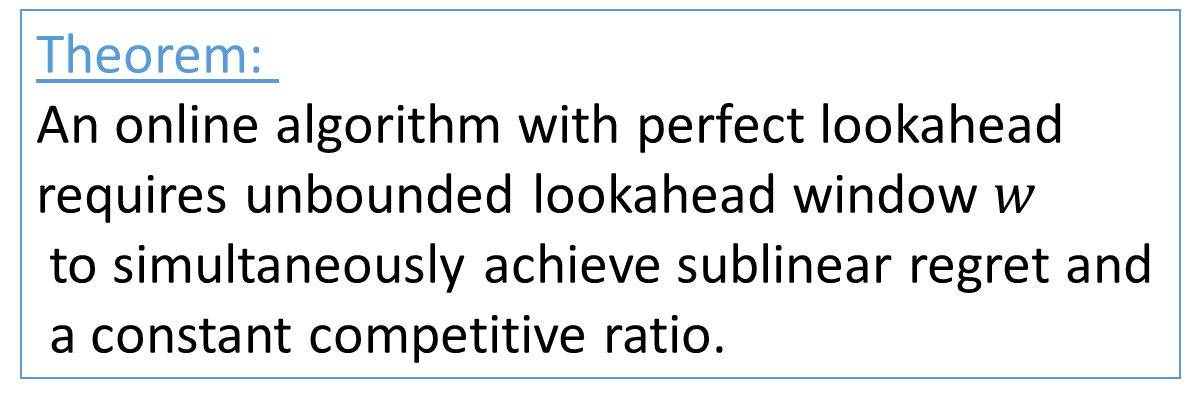 Theorem:
An online algorithm with perfect lookahead
requires unbounded lookahead window w
to simultaneously achieve sublinear regret and
a constant competitive ratio.